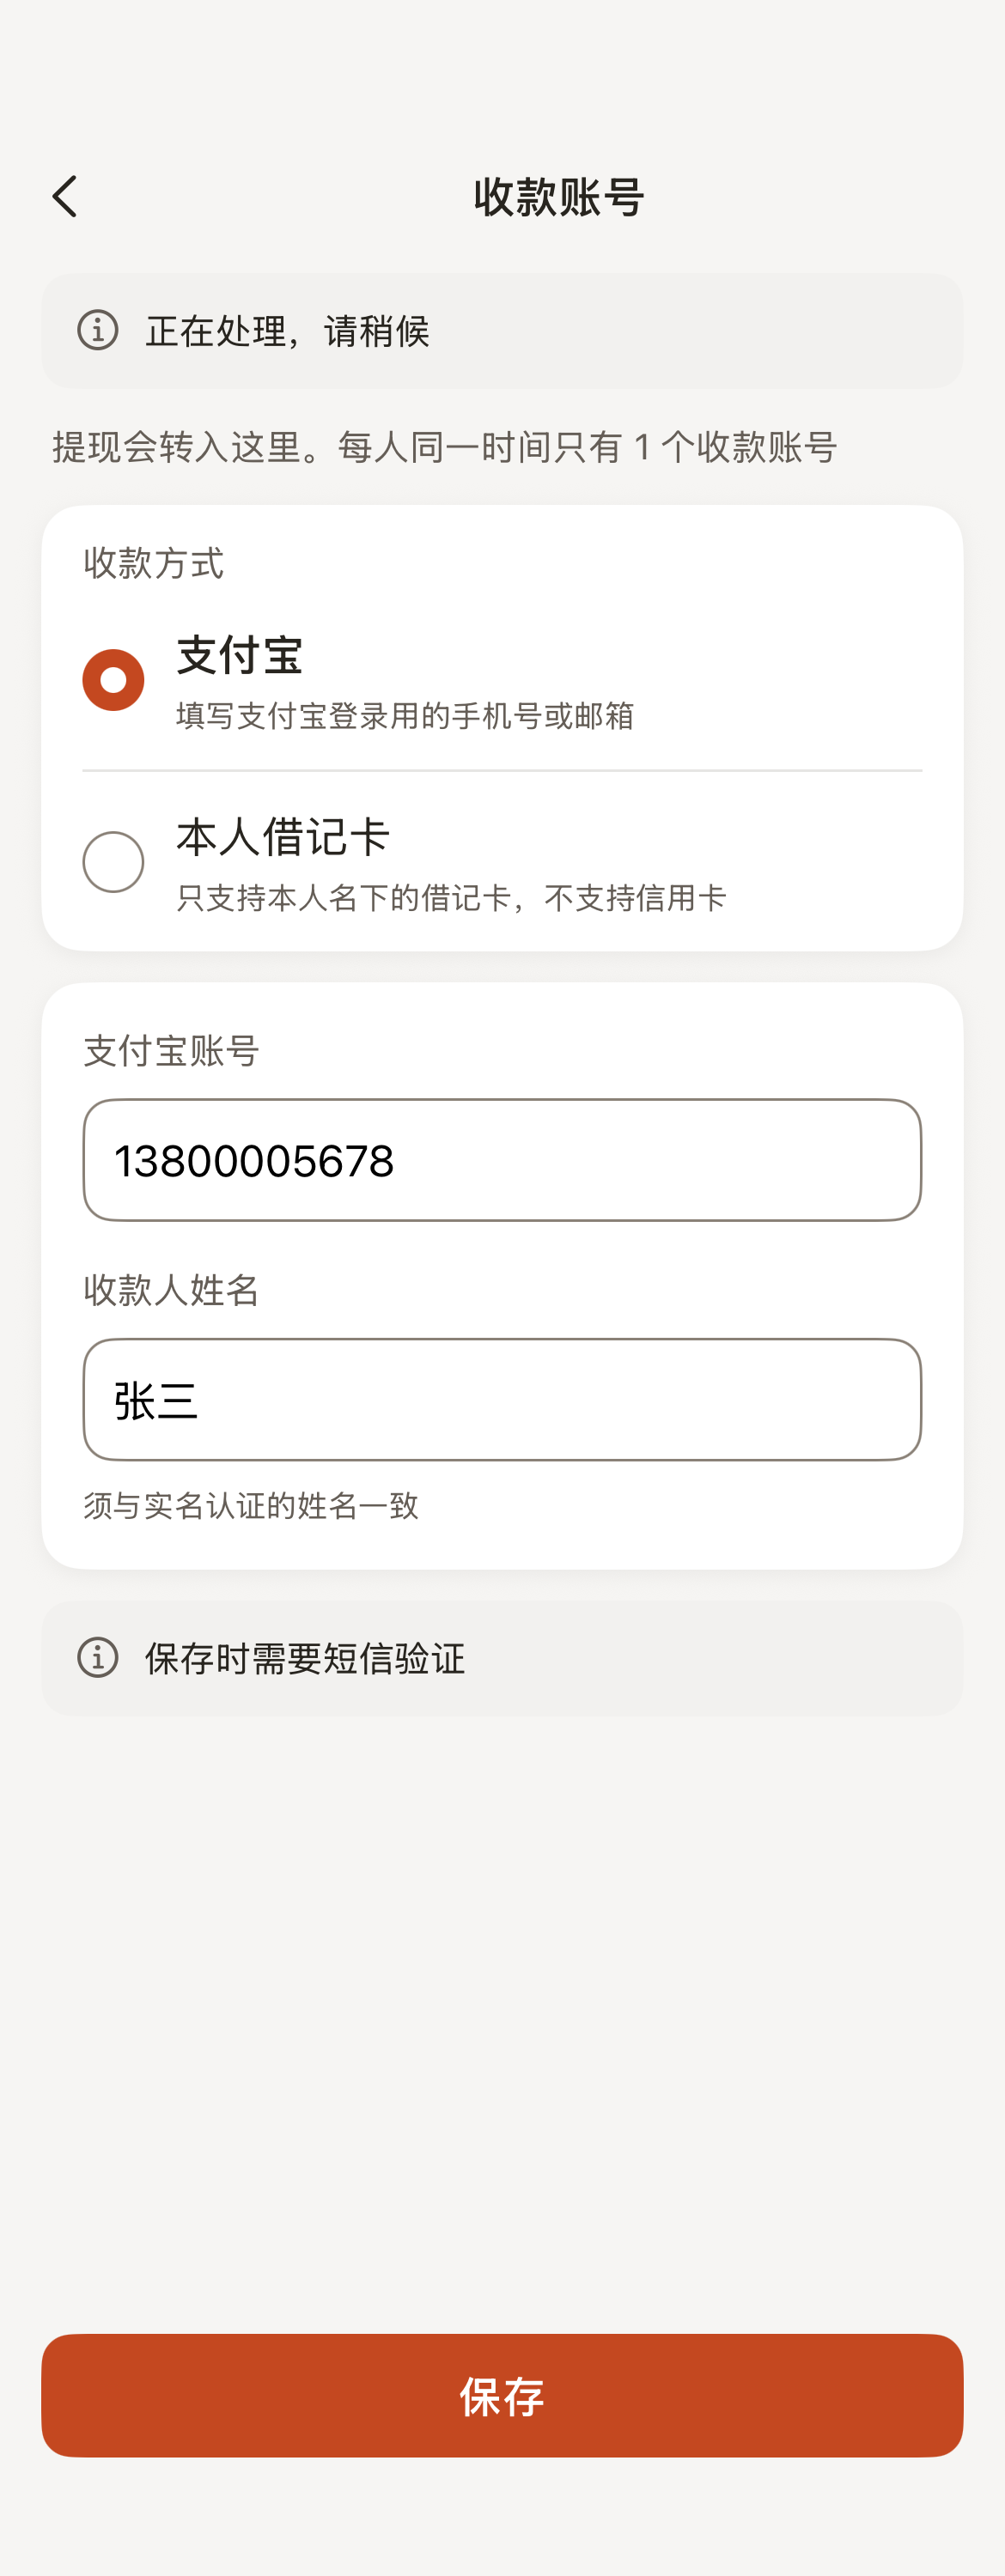 收款账号
正在处理，请稍候
提现会转入这里。每人同一时间只有 1 个收款账号
收款方式
支付宝
填写支付宝登录用的手机号或邮箱
本人借记卡
只支持本人名下的借记卡，不支持信用卡
支付宝账号
13800005678
收款人姓名
张三
须与实名认证的姓名一致
保存时需要短信验证
保存